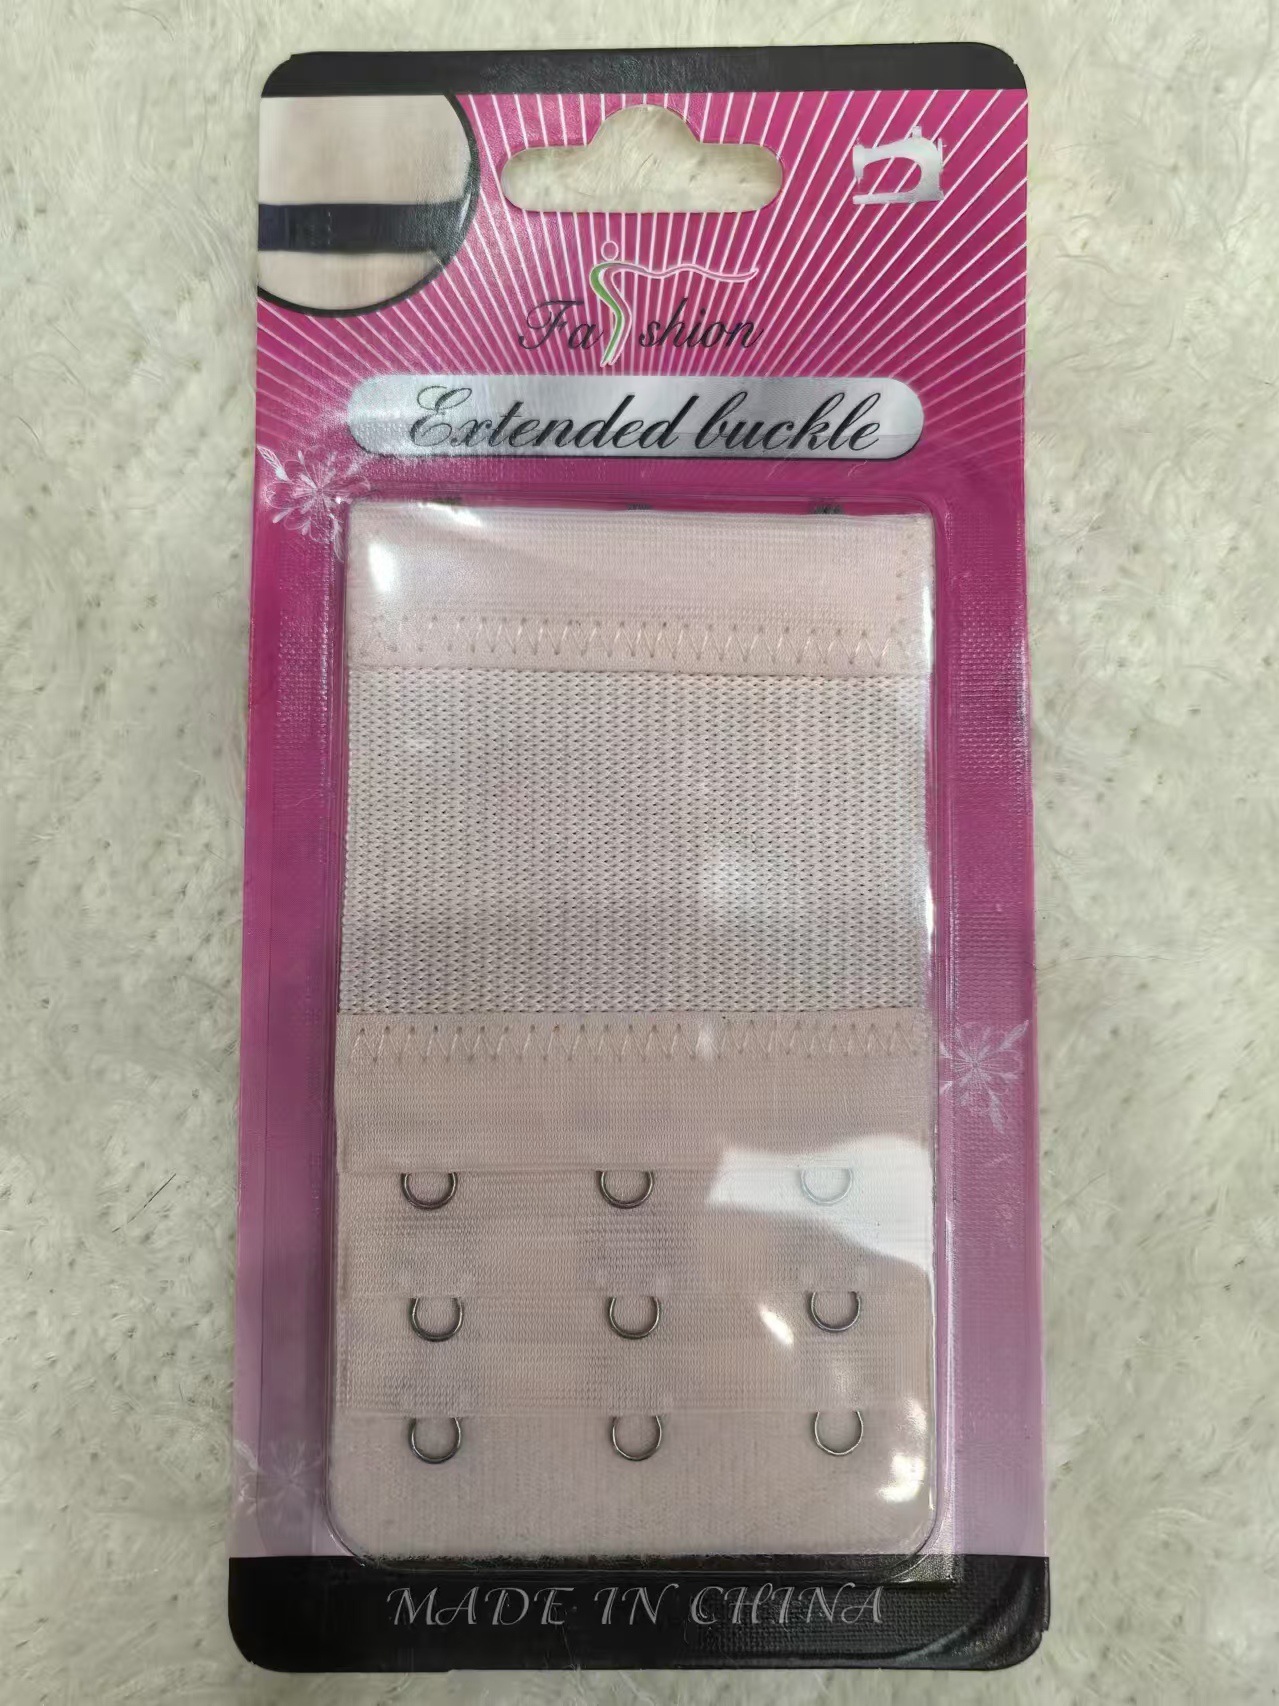 Fashion
Extended buckle
MADE IN CHINA